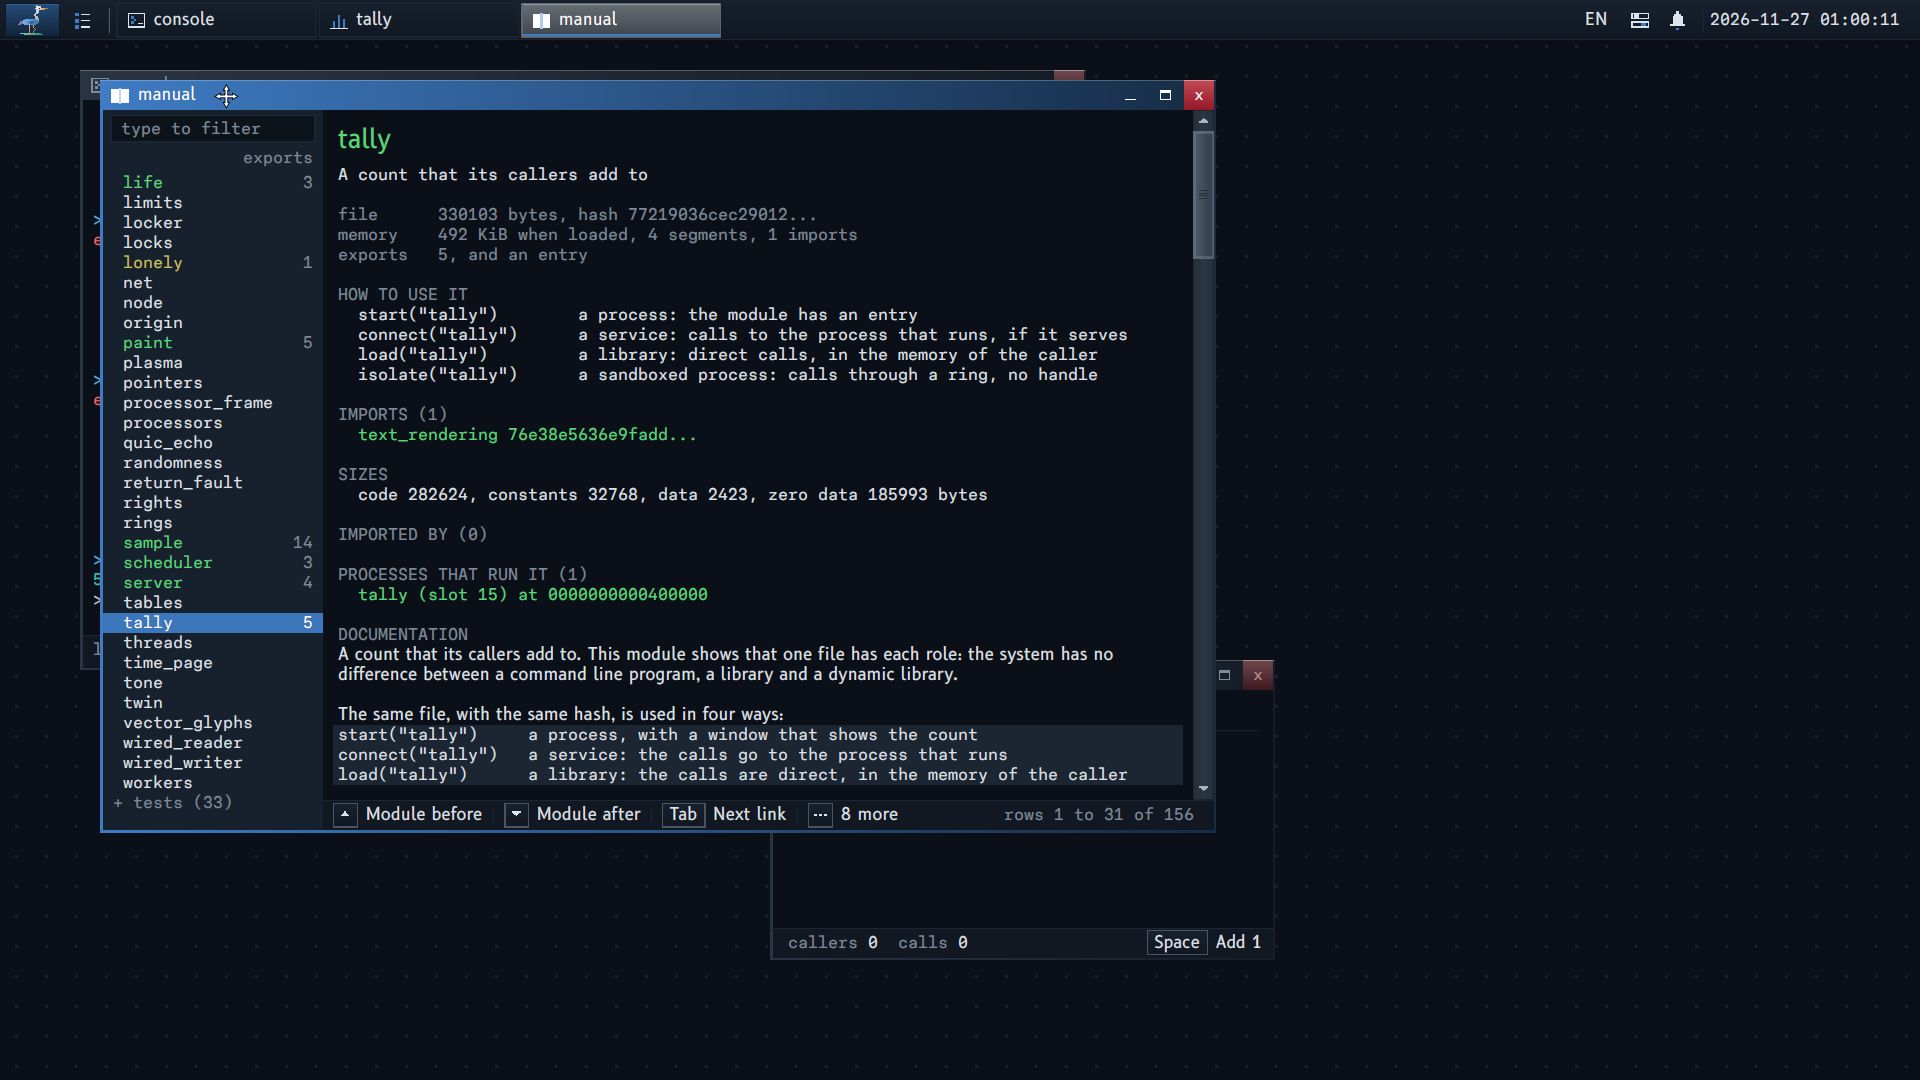 console
tally
manual
EN
2026-11-27 01:00:11
manual
x
type to filter
exports
life 3
limits
locker
locks
lonely 1
net
node
origin
paint 5
plasma
pointers
processor_frame
processors
quic_echo
randomness
return_fault
rights
rings
sample 14
scheduler 3
server 4
tables
tally 5
threads
time_page
tone
twin
vector_glyphs
wired_reader
wired_writer
workers
+ tests (33)
tally
A count that its callers add to
file 330103 bytes, hash 77219036cec29012...
memory 492 KiB when loaded, 4 segments, 1 imports
exports 5, and an entry
HOW TO USE IT
start("tally") a process: the module has an entry
connect("tally") a service: calls to the process that runs, if it serves
load("tally") a library: direct calls, in the memory of the caller
isolate("tally") a sandboxed process: calls through a ring, no handle
IMPORTS (1)
text_rendering 76e38e5636e9fadd...
SIZES
code 282624, constants 32768, data 2423, zero data 185993 bytes
IMPORTED BY (0)
PROCESSES THAT RUN IT (1)
tally (slot 15) at 0000000000400000
DOCUMENTATION
A count that its callers add to. This module shows that one file has each role: the system has no
difference between a command line program, a library and a dynamic library.
The same file, with the same hash, is used in four ways:
start("tally") a process, with a window that shows the count
connect("tally") a service: the calls go to the process that runs
load("tally") a library: the calls are direct, in the memory of the caller
Module before
Module after
Tab Next link
... 8 more
rows 1 to 31 of 156
x
callers 0 calls 0
Space Add 1